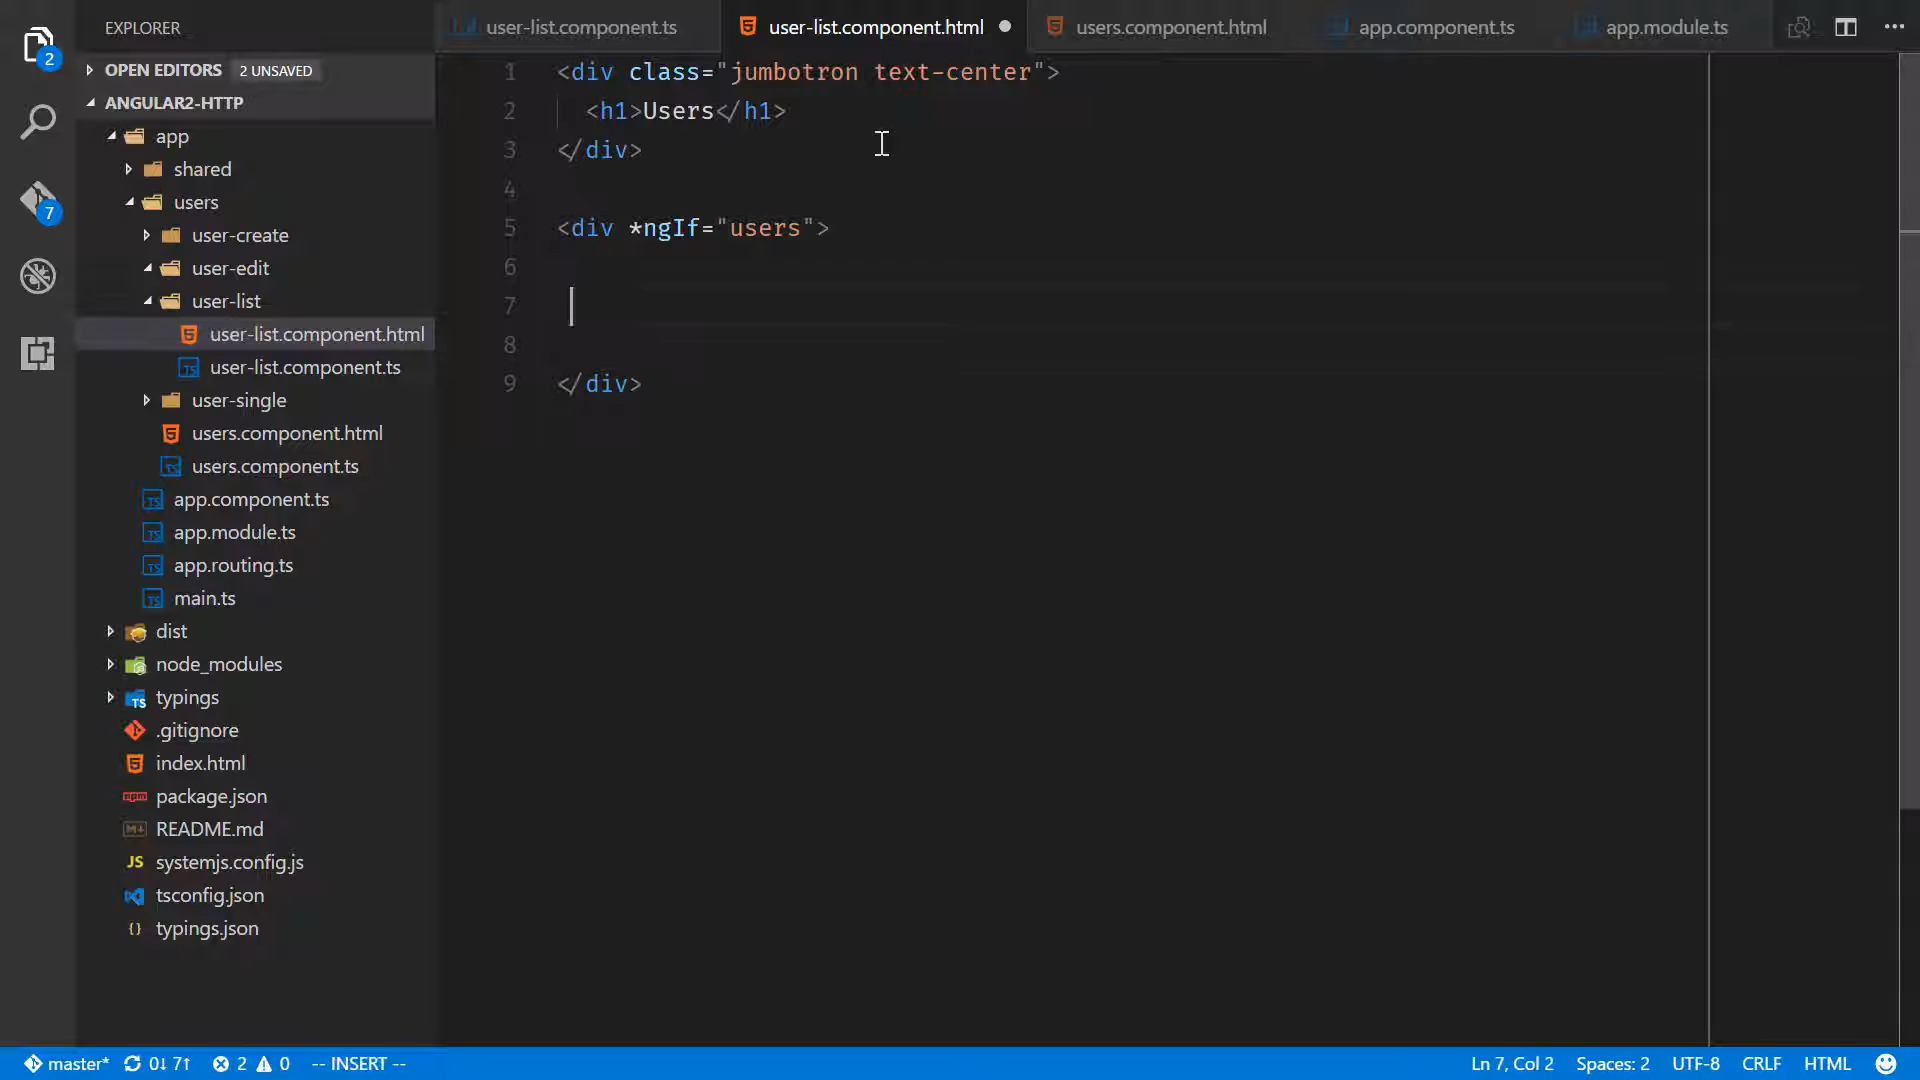 EXPLORER
OPEN EDITORS 2 UNSAVED
ANGULAR2-HTTP
app
shared
users
user-create
user-edit
user-list
user-list.component.html
user-list.component.ts
user-single
users.component.html
users.component.ts
app.component.ts
app.module.ts
app.routing.ts
main.ts
dist
node_modules
typings
.gitignore
index.html
package.json
README.md
systemjs.config.js
tsconfig.json
typings.json
2
7
user-list.component.ts user-list.component.html users.component.html app.component.ts app.module.ts
1 <div class="jumbotron text-center">
2 <h1>Users</h1>
3 </div>
4
5 <div *ngIf="users">
6
7
8
9 </div>
master* 0↓ 7↑ 2 0 -- INSERT -- Ln 7, Col 2 Spaces: 2 UTF-8 CRLF HTML